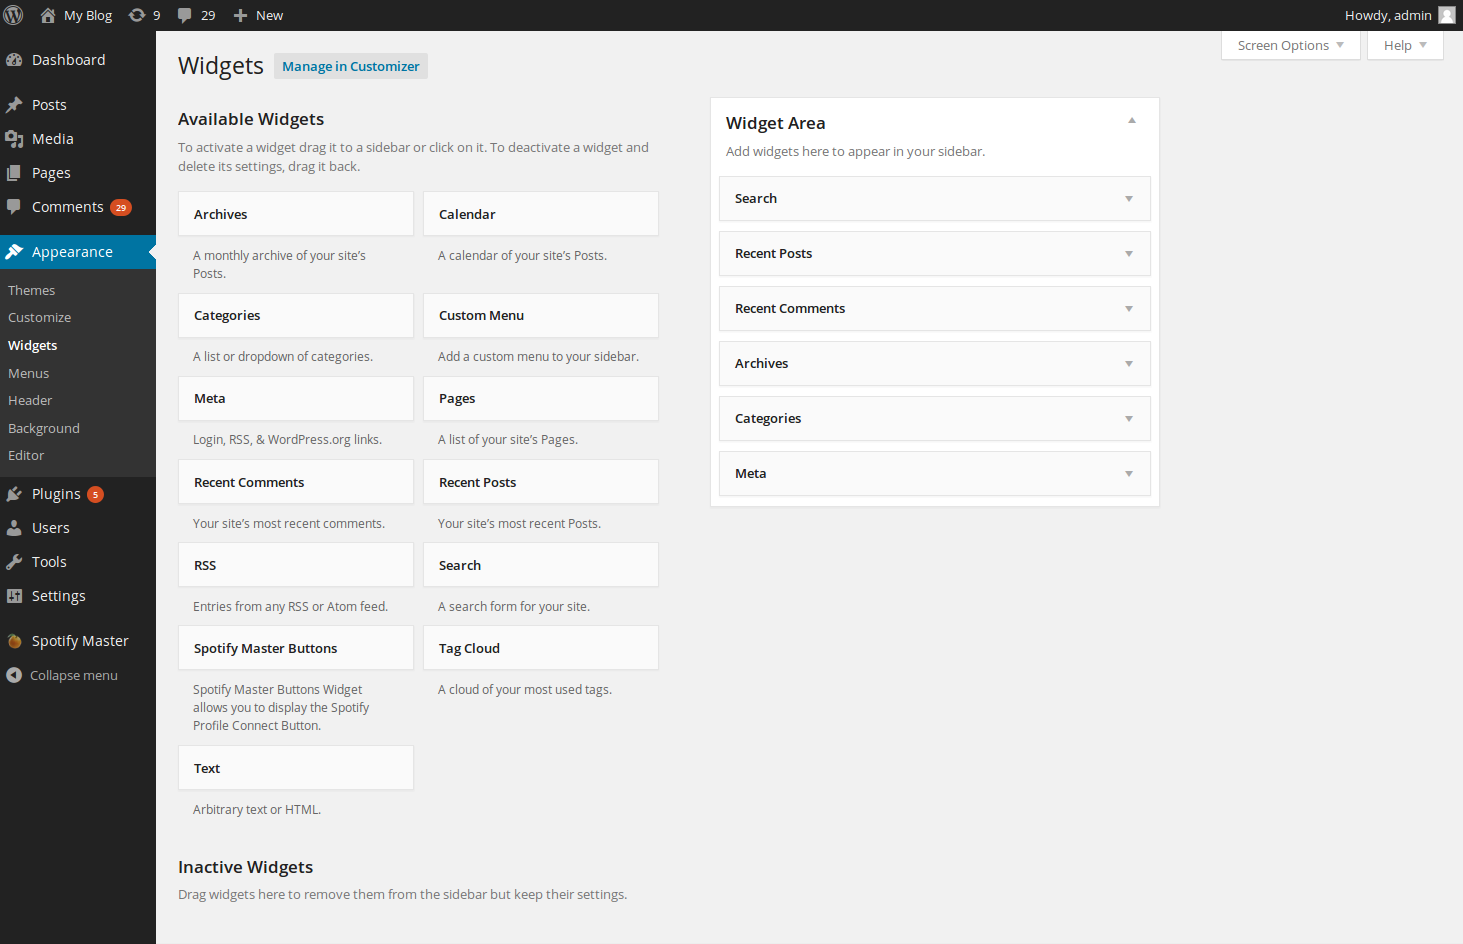 My Blog 9 29 New Howdy, admin
Screen Options Help
Dashboard
Posts
Media
Pages
Comments 29
Appearance
Themes
Customize
Widgets
Menus
Header
Background
Editor
Plugins 5
Users
Tools
Settings
Spotify Master
Collapse menu
Widgets Manage in Customizer
Available Widgets
To activate a widget drag it to a sidebar or click on it. To deactivate a widget and
delete its settings, drag it back.
Archives
A monthly archive of your site’s
Posts.
Calendar
A calendar of your site’s Posts.
Categories
A list or dropdown of categories.
Custom Menu
Add a custom menu to your sidebar.
Meta
Login, RSS, & WordPress.org links.
Pages
A list of your site’s Pages.
Recent Comments
Your site’s most recent comments.
Recent Posts
Your site’s most recent Posts.
RSS
Entries from any RSS or Atom feed.
Search
A search form for your site.
Spotify Master Buttons
Spotify Master Buttons Widget
allows you to display the Spotify
Profile Connect Button.
Tag Cloud
A cloud of your most used tags.
Text
Arbitrary text or HTML.
Inactive Widgets
Drag widgets here to remove them from the sidebar but keep their settings.
Widget Area
Add widgets here to appear in your sidebar.
Search
Recent Posts
Recent Comments
Archives
Categories
Meta